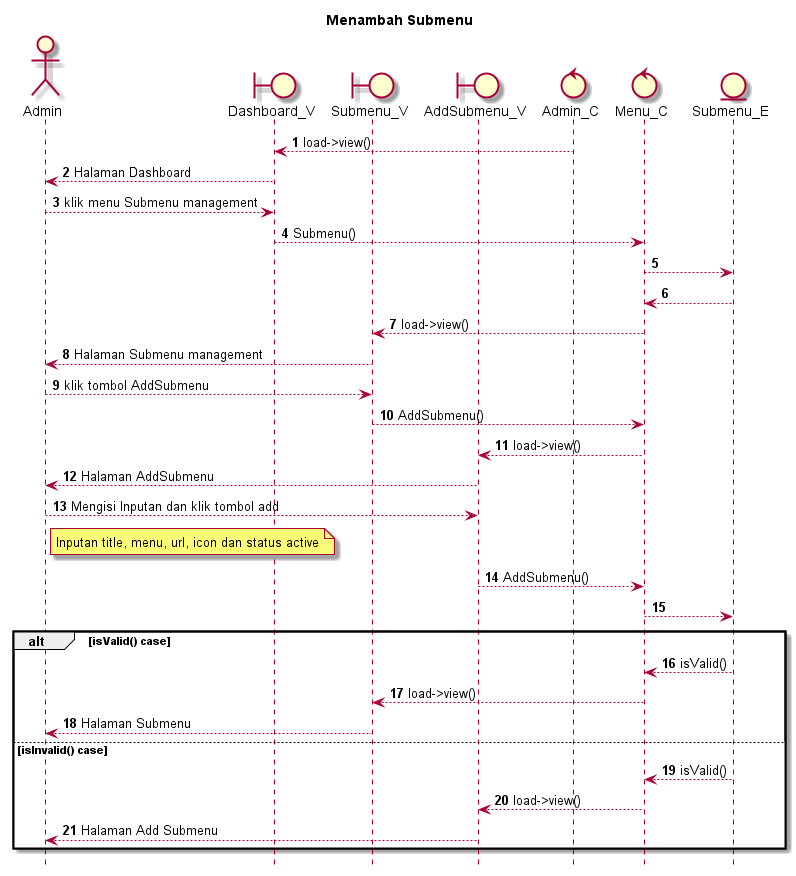 Menambah Submenu
Admin Dashboard_V Submenu_V AddSubmenu_V Admin_C Menu_C Submenu_E
1 load->view()
2 Halaman Dashboard
3 klik menu Submenu management
4 Submenu()
5
6
7 load->view()
8 Halaman Submenu management
9 klik tombol AddSubmenu
10 AddSubmenu()
11 load->view()
12 Halaman AddSubmenu
13 Mengisi Inputan dan klik tombol add
Inputan title, menu, url, icon dan status active
14 AddSubmenu()
15
alt [isValid() case]
16 isValid()
17 load->view()
18 Halaman Submenu
[isInvalid() case]
19 isValid()
20 load->view()
21 Halaman Add Submenu